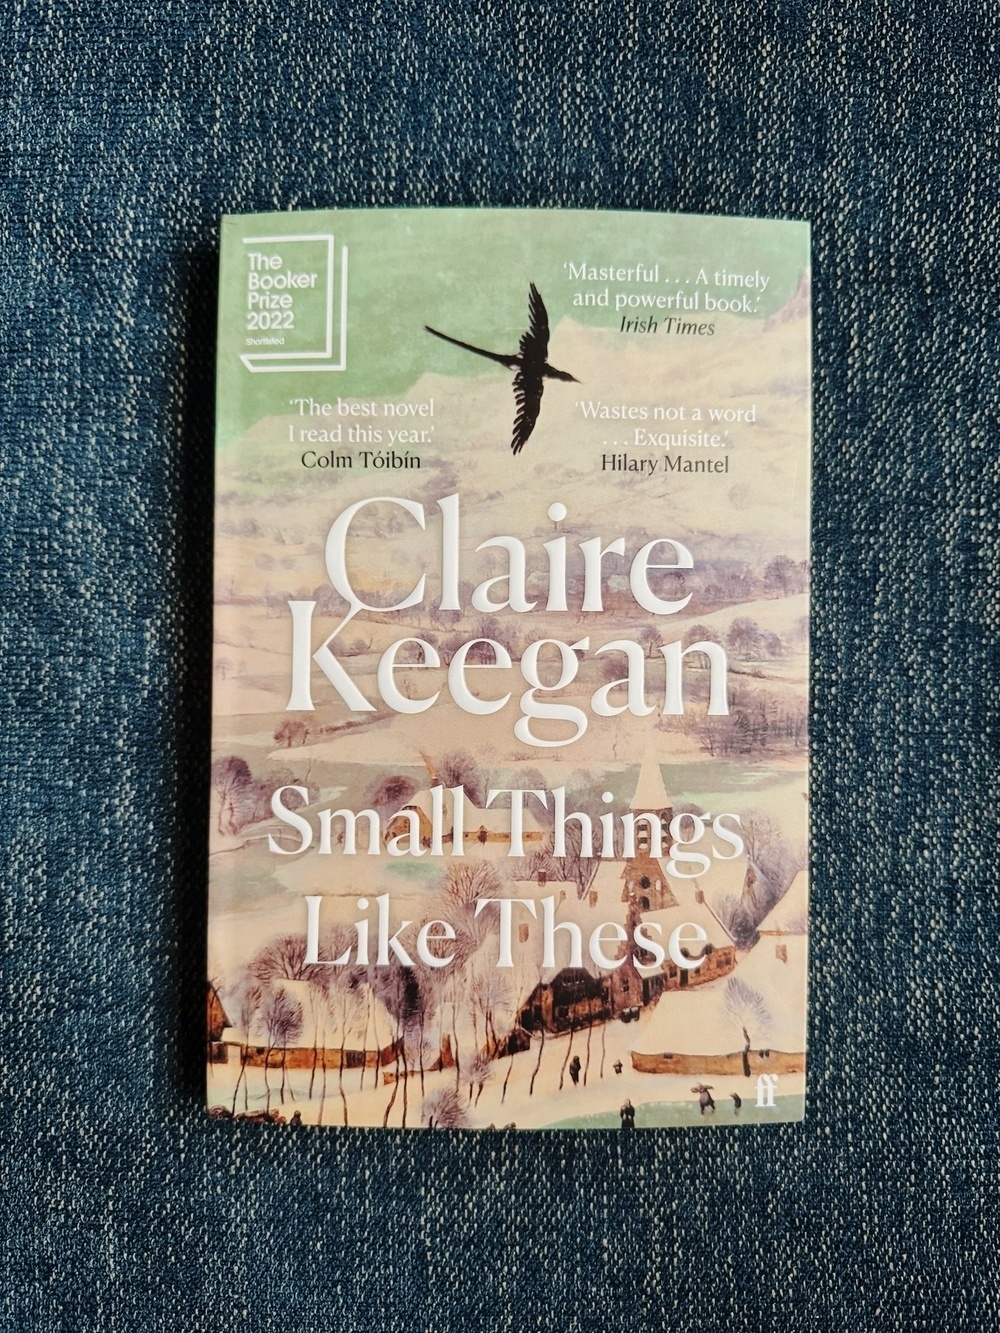 The
Booker
Prize
2022
Shortlisted
‘Masterful . . . A timely
and powerful book.’
Irish Times
‘The best novel
I read this year.’
Colm Tóibín
‘Wastes not a word
. . . Exquisite.’
Hilary Mantel
Claire
Keegan
Small Things
Like These
ff